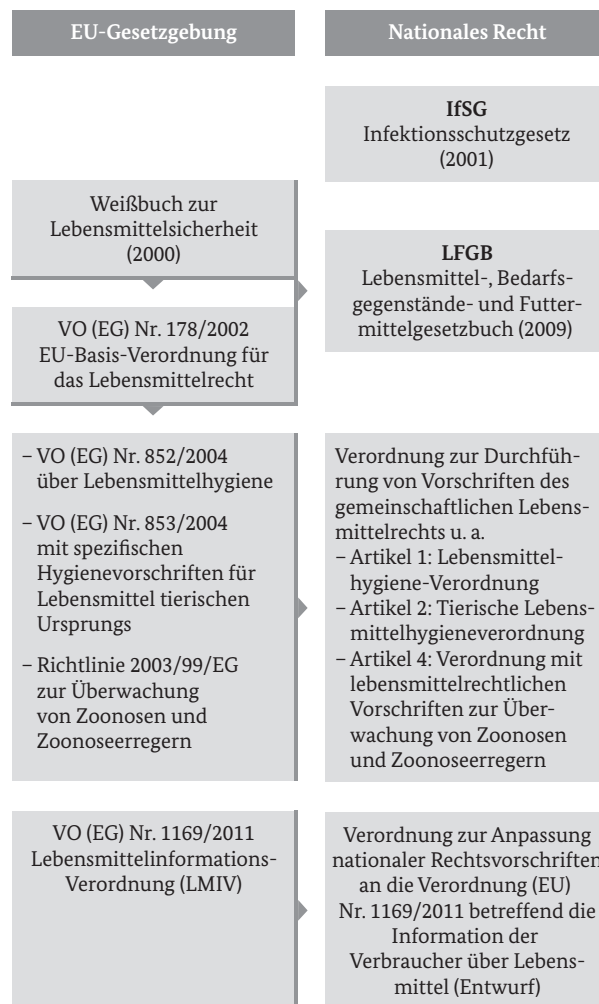 EU-Gesetzgebung
Nationales Recht
IfSG
Infektionsschutzgesetz
(2001)
Weißbuch zur
Lebensmittelsicherheit
(2000)
LFGB
Lebensmittel-, Bedarfs-
gegenstände- und Futter-
mittelgesetzbuch (2009)
VO (EG) Nr. 178/2002
EU-Basis-Verordnung für
das Lebensmittelrecht
– VO (EG) Nr. 852/2004
über Lebensmittelhygiene
– VO (EG) Nr. 853/2004
mit spezifischen
Hygienevorschriften für
Lebensmittel tierischen
Ursprungs
– Richtlinie 2003/99/EG
zur Überwachung
von Zoonosen und
Zoonoseerregern
Verordnung zur Durchfüh-
rung von Vorschriften des
gemeinschaftlichen Lebens-
mittelrechts u. a.
– Artikel 1: Lebensmittel-
hygiene-Verordnung
– Artikel 2: Tierische Lebens-
mittelhygieneverordnung
– Artikel 4: Verordnung mit
lebensmittelrechtlichen
Vorschriften zur Über-
wachung von Zoonosen
und Zoonoseerregern
VO (EG) Nr. 1169/2011
Lebensmittelinformations-
Verordnung (LMIV)
Verordnung zur Anpassung
nationaler Rechtsvorschriften
an die Verordnung (EU)
Nr. 1169/2011 betreffend die
Information der
Verbraucher über Lebens-
mittel (Entwurf)